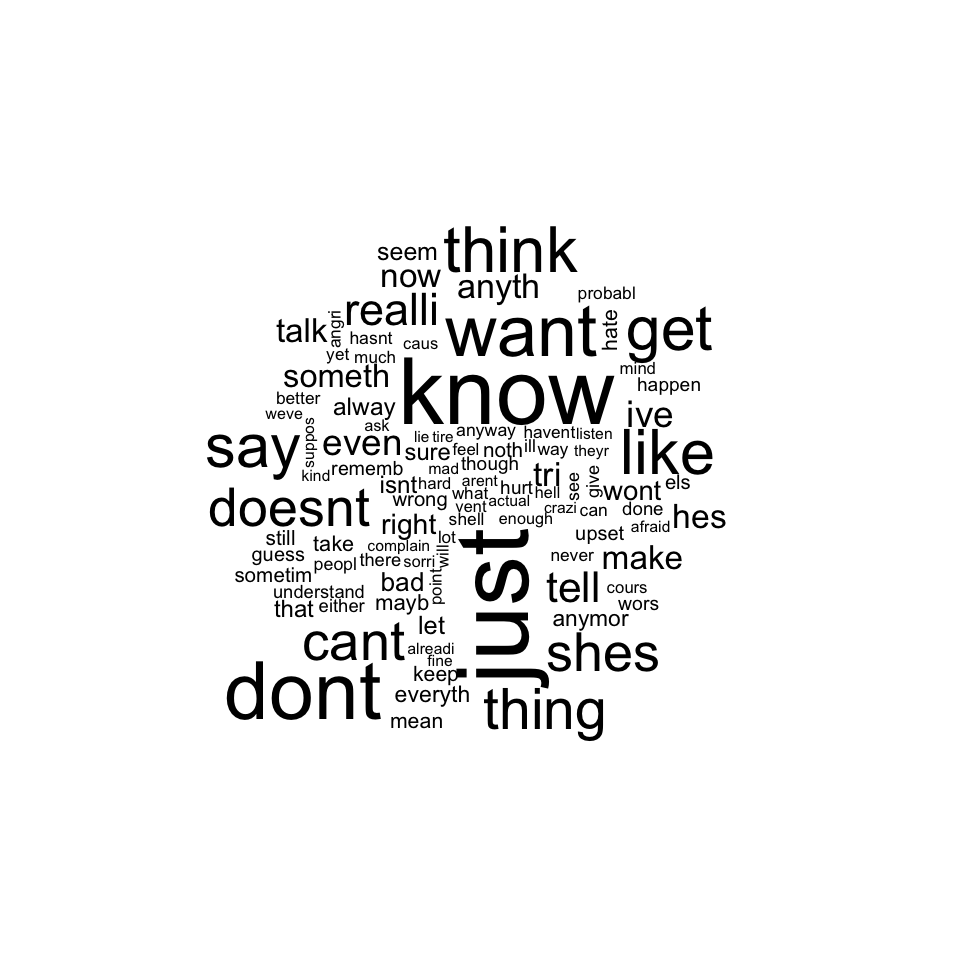 think
seem
now
anyth
probabl
realli
want
hate
get
talk
angri
hasnt
caus
yet
much
someth
know
mind
happen
better
weve
alway
ask
ive
say
suppos
even
lie
tire
anyway
havent
listen
like
sure
feel
noth
ill
way
theyr
kind
rememb
mad
though
tri
see
give
els
isnt
hard
arent
hurt
hell
wont
wrong
what
actual
doesnt
vent
crazi
can
done
hes
right
shell
enough
afraid
upset
still
take
lot
guess
peopl
there
complain
sorri
will
never
make
sometim
understand
bad
point
just
tell
cours
that
either
mayb
wors
let
anymor
cant
alreadi
shes
fine
keep
dont
everyth
thing
mean